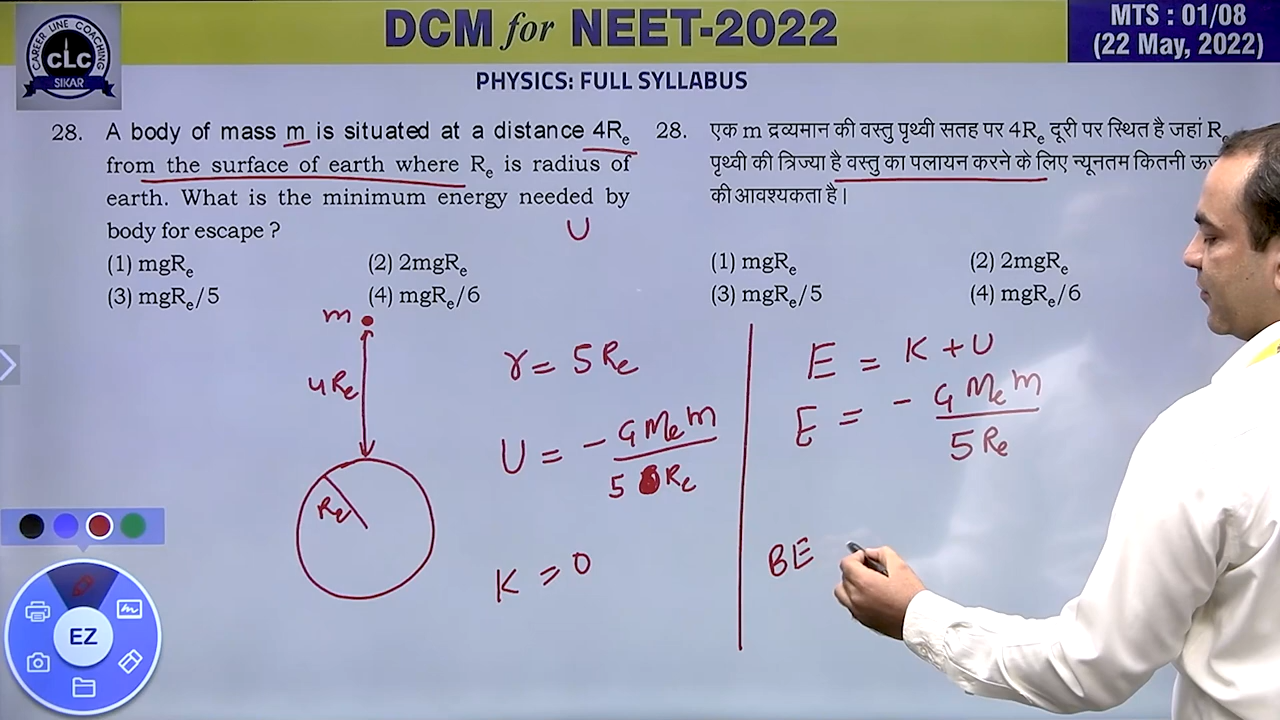 DCM for NEET-2022
MTS : 01/08
(22 May, 2022)
CAREER LINE COACHING
CLC
SIKAR
PHYSICS: FULL SYLLABUS
28. A body of mass m is situated at a distance 4Rₑ
from the surface of earth where Rₑ is radius of
earth. What is the minimum energy needed by
body for escape ?
U
(1) mgRₑ (2) 2mgRₑ
(3) mgRₑ/5 (4) mgRₑ/6
28. एक m द्रव्यमान की वस्तु पृथ्वी सतह पर 4Rₑ दूरी पर स्थित है जहां Rₑ
पृथ्वी की त्रिज्या है वस्तु का पलायन करने के लिए न्यूनतम कितनी
की आवश्यकता है।
(1) mgRₑ (2) 2mgRₑ
(3) mgRₑ/5 (4) mgRₑ/6
m
4Rₑ
Rₑ
r = 5Rₑ
U = - GMₑm
5 Rₑ
K = 0
E = K + U
E = - GMₑm
5Rₑ
BE
EZ